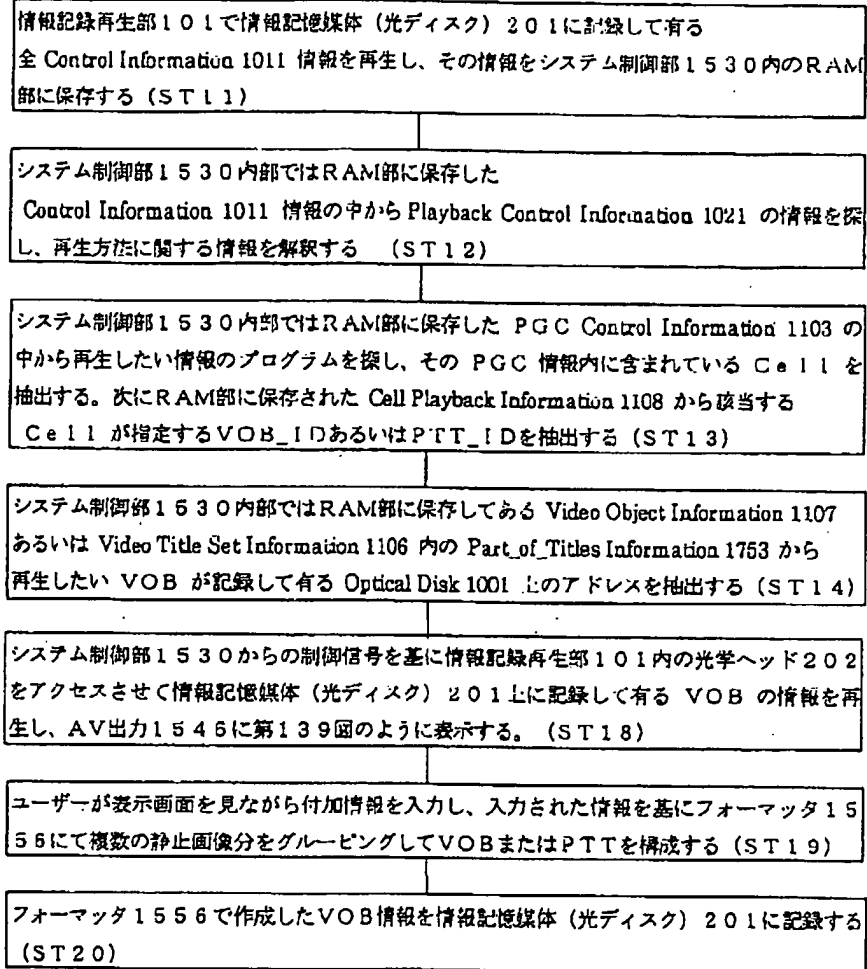 情報記録再生部１０１で情報記憶媒体（光ディスク）２０１に記録して有る
全 Control Information 1011 情報を再生し、その情報をシステム制御部１５３０内のＲＡＭ
部に保存する（ＳＴ１１）
システム制御部１５３０内部ではＲＡＭ部に保存した
Control Information 1011 情報の中から Playback Control Information 1021 の情報を探
し、再生方法に関する情報を解釈する （ＳＴ１２）
システム制御部１５３０内部ではＲＡＭ部に保存した PGC Control Information 1103 の
中から再生したい情報のプログラムを探し、その PGC 情報内に含まれている Ｃｅｌｌ を
抽出する。次にＲＡＭ部に保存された Cell Playback Information 1108 から該当する
Ｃｅｌｌ が指定するＶＯＢ_ＩＤあるいはＰＴＴ_ＩＤを抽出する（ＳＴ１３）
システム制御部１５３０内部ではＲＡＭ部に保存してある Video Object Information 1107
あるいは Video Title Set Information 1106 内の Part_of_Titles Information 1753 から
再生したい ＶＯＢ が記録して有る Optical Disk 1001 上のアドレスを抽出する（ＳＴ１４）
システム制御部１５３０からの制御信号を基に情報記録再生部１０１内の光学ヘッド２０２
をアクセスさせて情報記憶媒体（光ディスク）２０１上に記録して有る ＶＯＢ の情報を再
生し、ＡＶ出力１５４６に第１３９図のように表示する。（ＳＴ１８）
ユーザーが表示画面を見ながら付加情報を入力し、入力された情報を基にフォーマッタ１５
５６にて複数の静止画像分をグルーピングしてＶＯＢまたはＰＴＴを構成する（ＳＴ１９）
フォーマッタ１５５６で作成したＶＯＢ情報を情報記憶媒体（光ディスク）２０１に記録する
（ＳＴ２０）